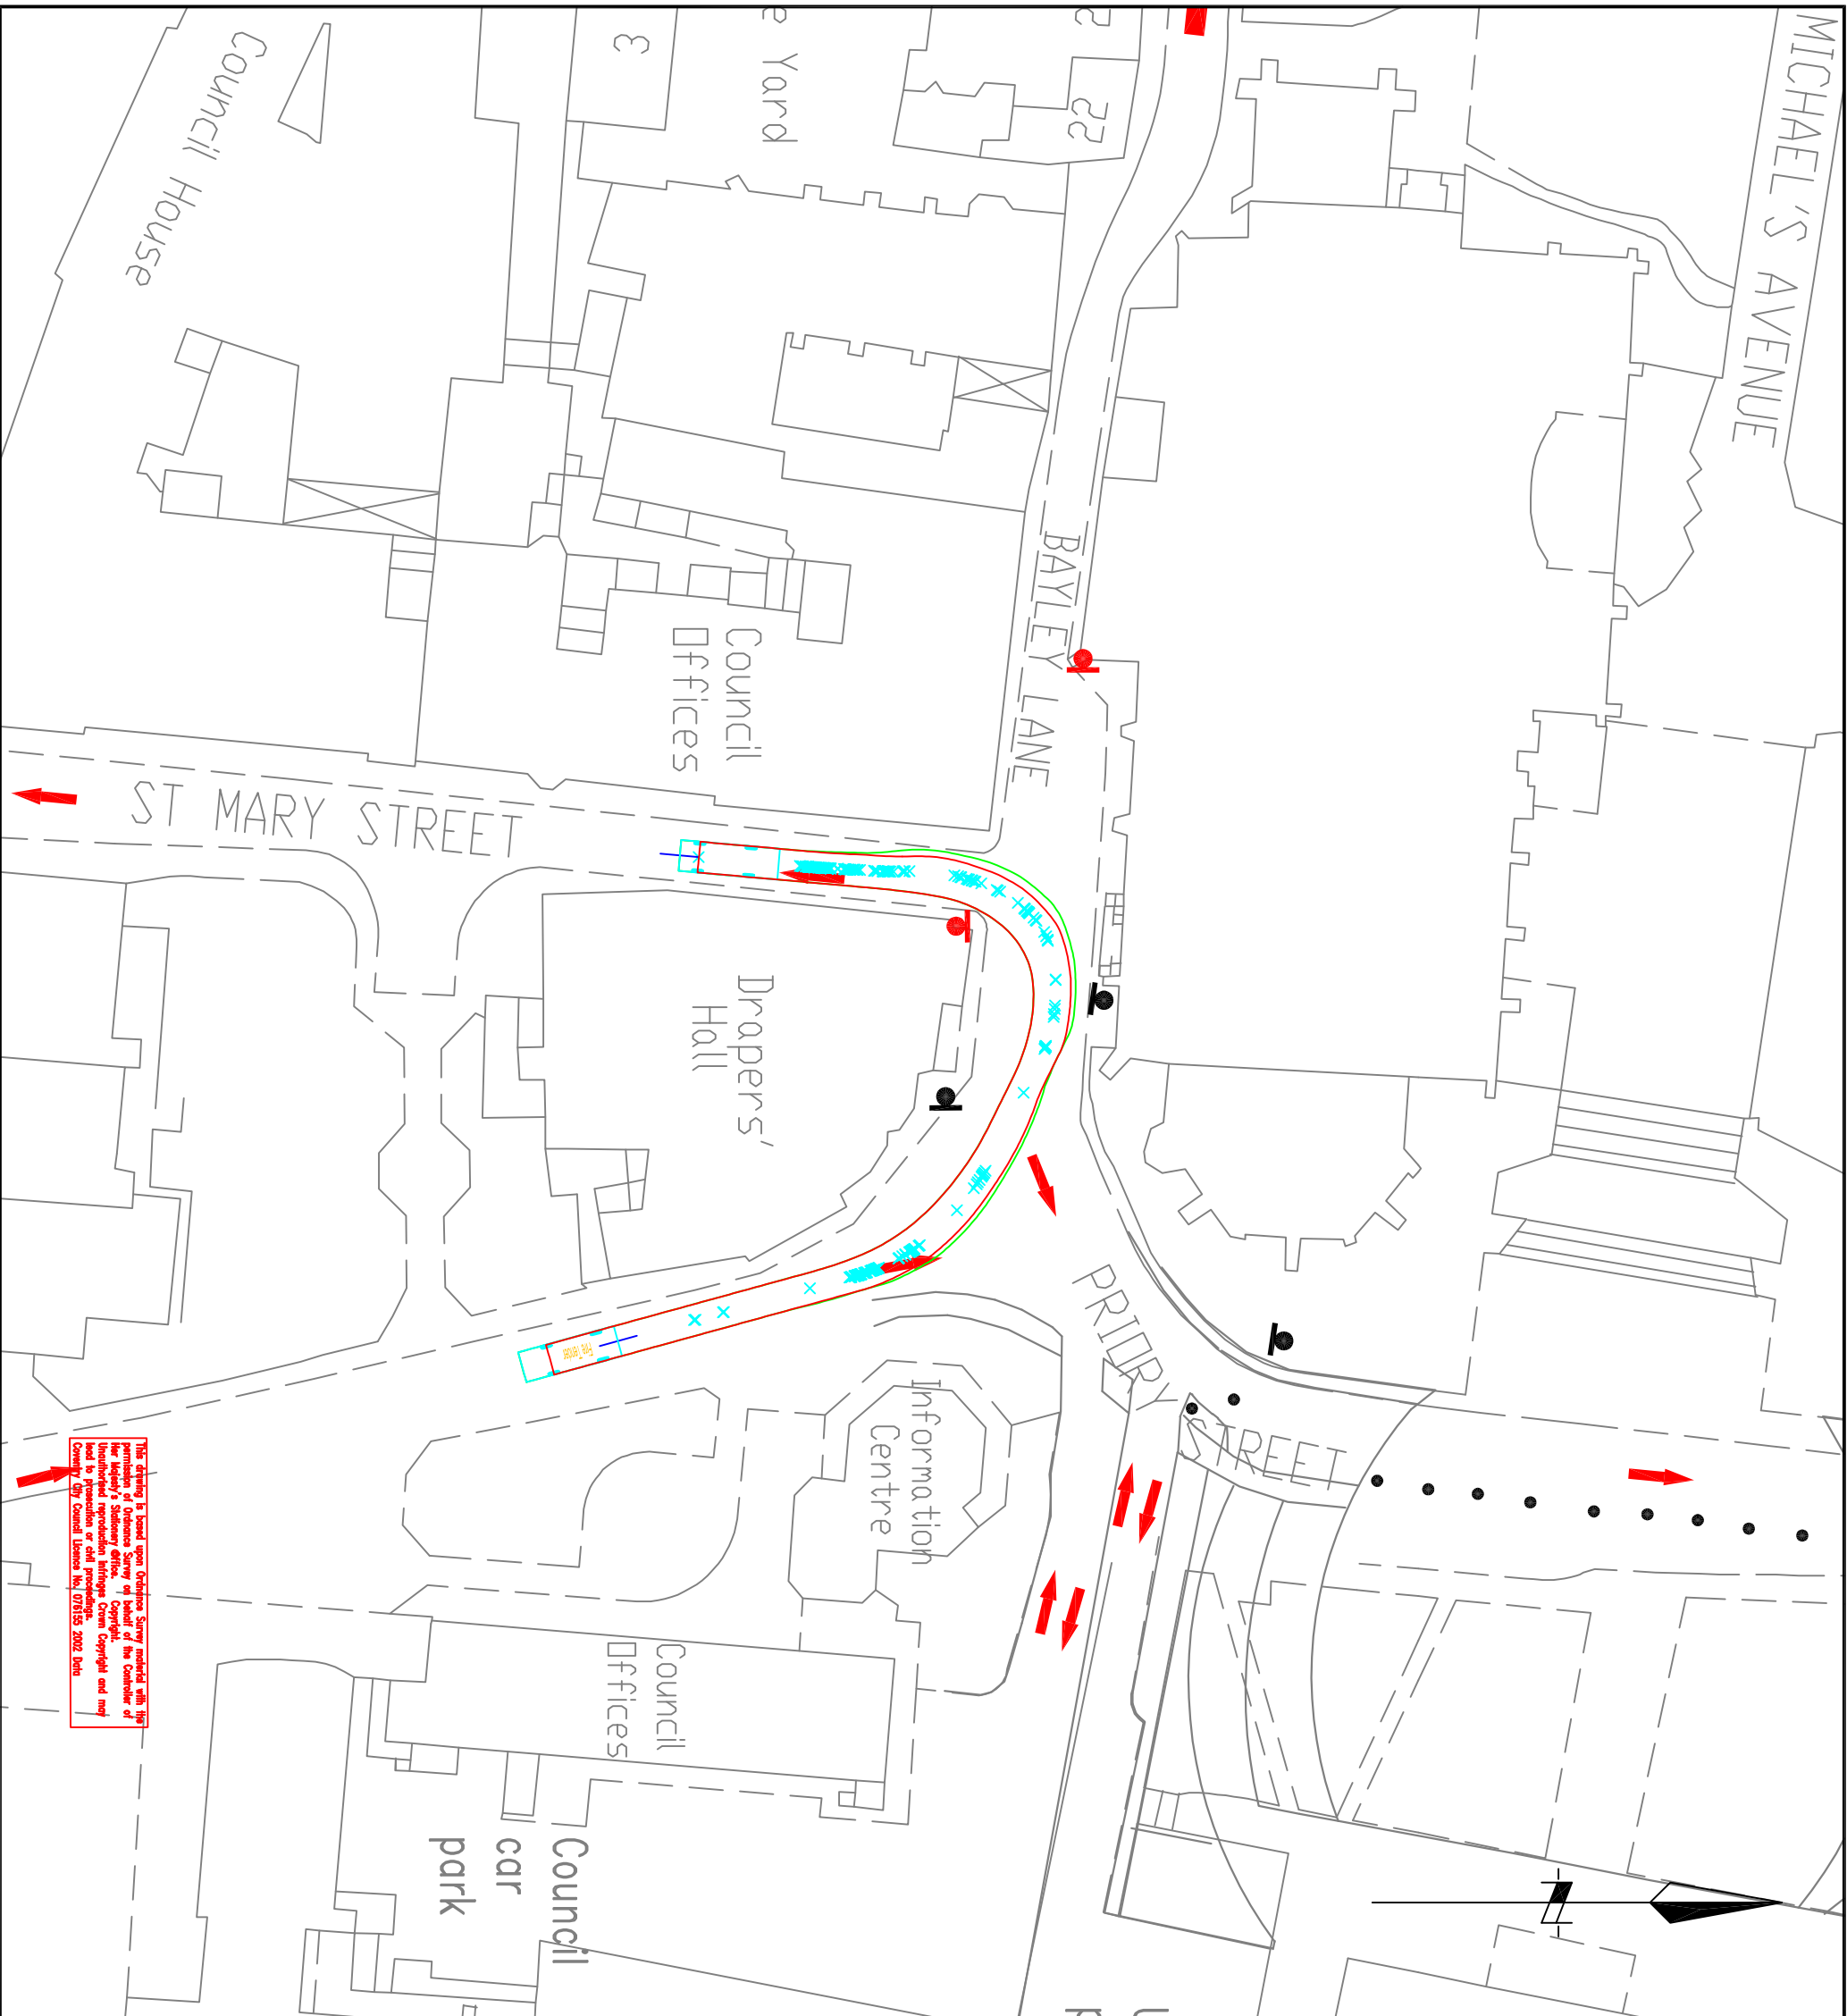 MICHAEL'S AVENUE
22
Yard
3
Council House
BAYLEY LANE
Council
Offices
ST MARY STREET
Drapers'
Hall
PRIORY STREET
Information
Centre
Fire Tender
Council
Offices
Council
car
park
N
This drawing is based upon Ordnance Survey material with the
permission of Ordnance Survey on behalf of the Controller of
Her Majesty's Stationery Office. Copyright.
Unauthorised reproduction infringes Crown Copyright and may
lead to prosecution or civil proceedings.
Coventry City Council Licence No. 076155 2002 Data